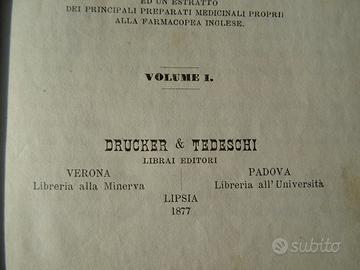 ED UN ESTRATTO
DEI PRINCIPALI PREPARATI MEDICINALI PROPRII
ALLA FARMACOPEA INGLESE.
VOLUME I.
DRUCKER & TEDESCHI
LIBRAI EDITORI
VERONA PADOVA
Libreria alla Minerva Libreria all' Università
LIPSIA
1877
subito